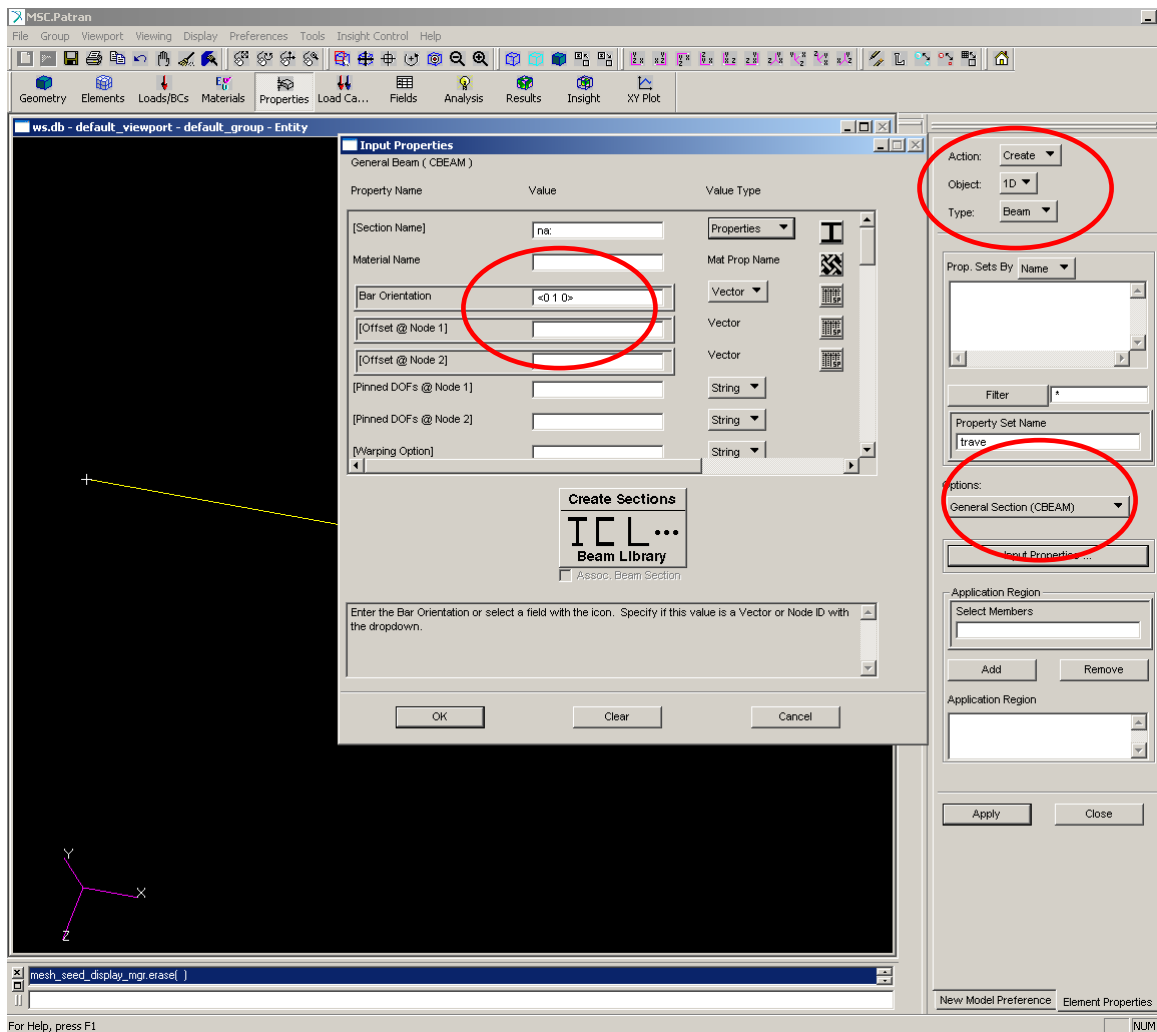 MSC.Patran
File Group Viewport Viewing Display Preferences Tools Insight Control Help
Geometry Elements Loads/BCs Materials Properties Load Ca... Fields Analysis Results Insight XY Plot
ws.db - default_viewport - default_group - Entity
Input Properties
General Beam ( CBEAM )
Property Name Value Value Type
[Section Name] na: Properties
Material Name Mat Prop Name
Bar Orientation <0 1 0> Vector
[Offset @ Node 1] Vector
[Offset @ Node 2] Vector
[Pinned DOFs @ Node 1] String
[Pinned DOFs @ Node 2] String
[Warping Option] String
Create Sections
Beam Library
Assoc. Beam Section
Enter the Bar Orientation or select a field with the icon. Specify if this value is a Vector or Node ID with
the dropdown.
OK Clear Cancel
Y
X
Z
Action: Create
Object: 1D
Type: Beam
Prop. Sets By Name
Filter *
Property Set Name
trave
Options:
General Section (CBEAM)
Input Properties ...
Application Region
Select Members
Add Remove
Application Region
Apply Close
mesh_seed_display_mgr.erase( )
New Model Preference Element Properties
For Help, press F1 NUM